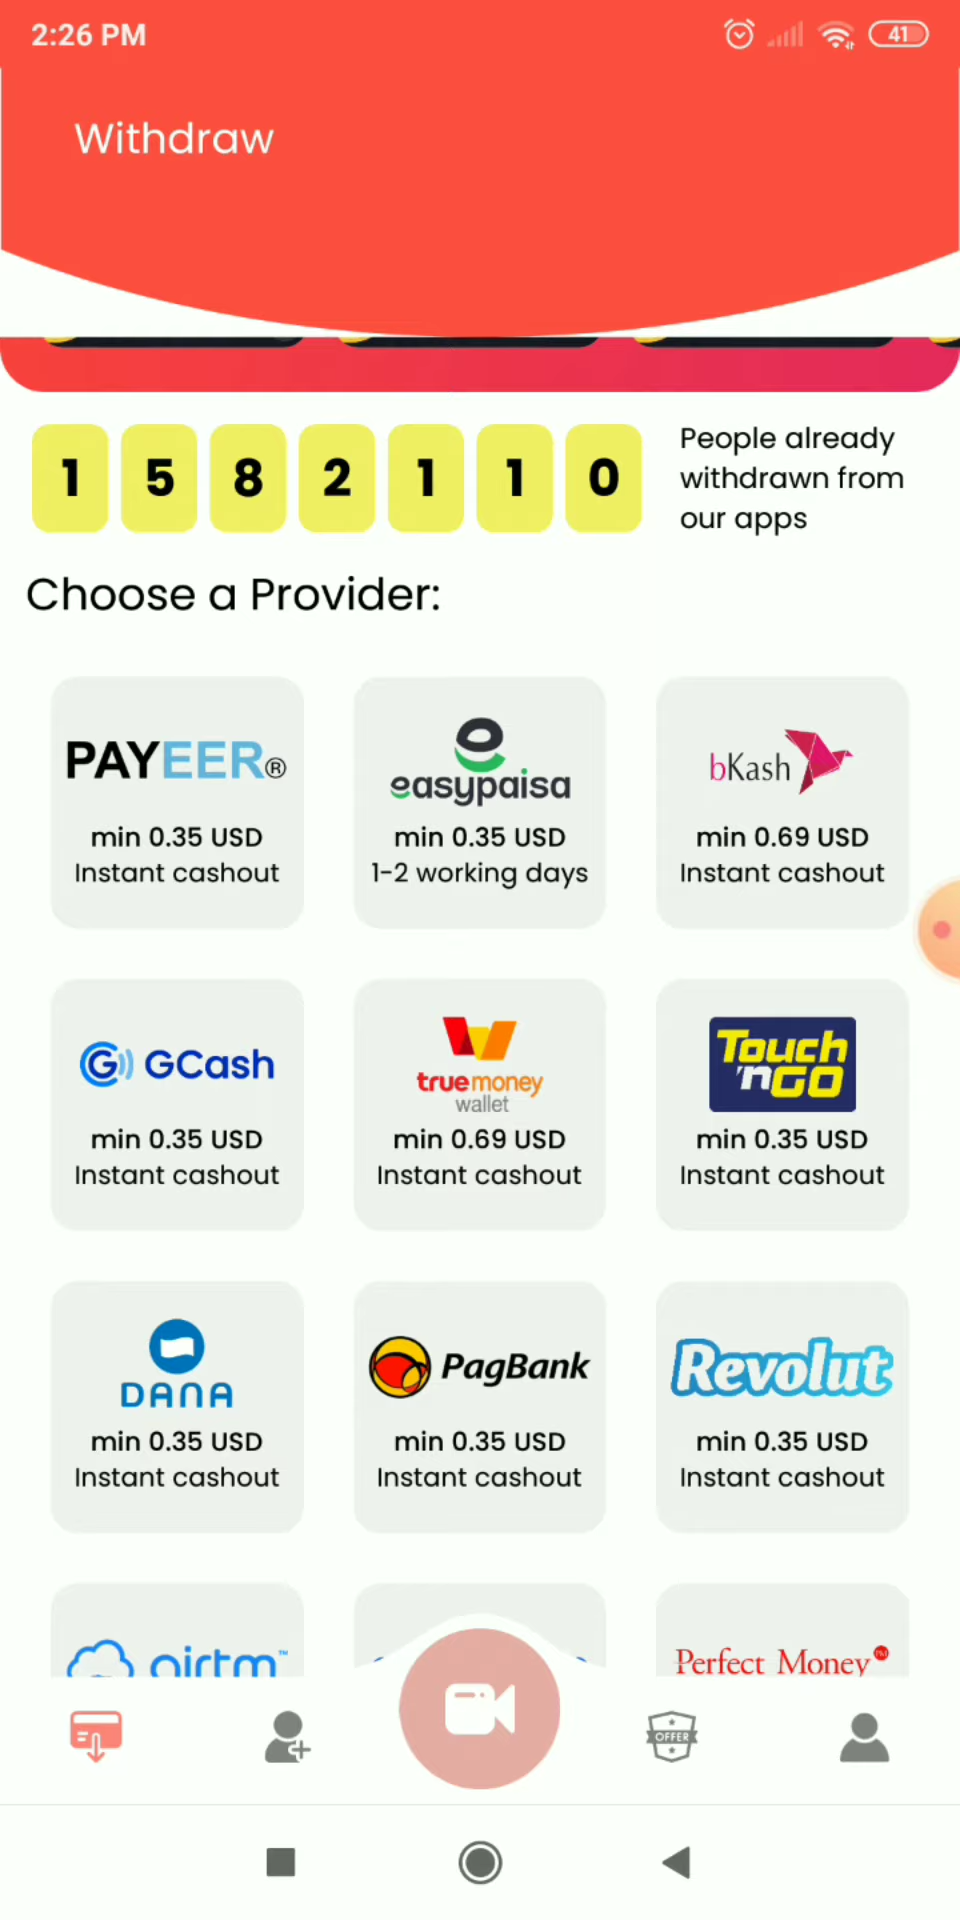 2:26 PM
41
Withdraw
1 5 8 2 1 1 0
People already
withdrawn from
our apps
Choose a Provider:
PAYEER®
min 0.35 USD
Instant cashout
easypaisa
min 0.35 USD
1-2 working days
bKash
min 0.69 USD
Instant cashout
G GCash
min 0.35 USD
Instant cashout
truemoney
wallet
min 0.69 USD
Instant cashout
Touch
'nGO
min 0.35 USD
Instant cashout
DANA
min 0.35 USD
Instant cashout
PagBank
min 0.35 USD
Instant cashout
Revolut
min 0.35 USD
Instant cashout
airtm™
Perfect Money
OFFER